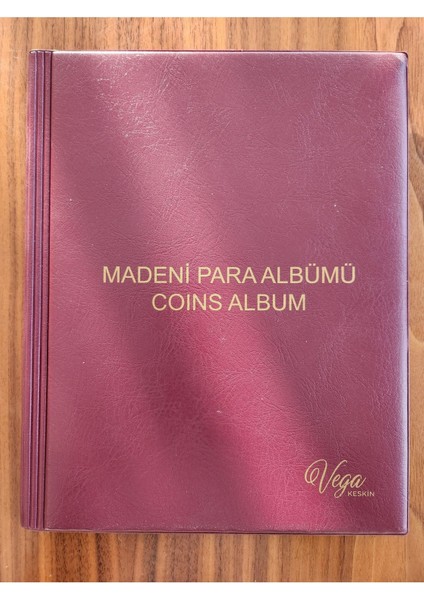 MADENİ PARA ALBÜMÜ
COINS ALBUM
Vega
KESKİN